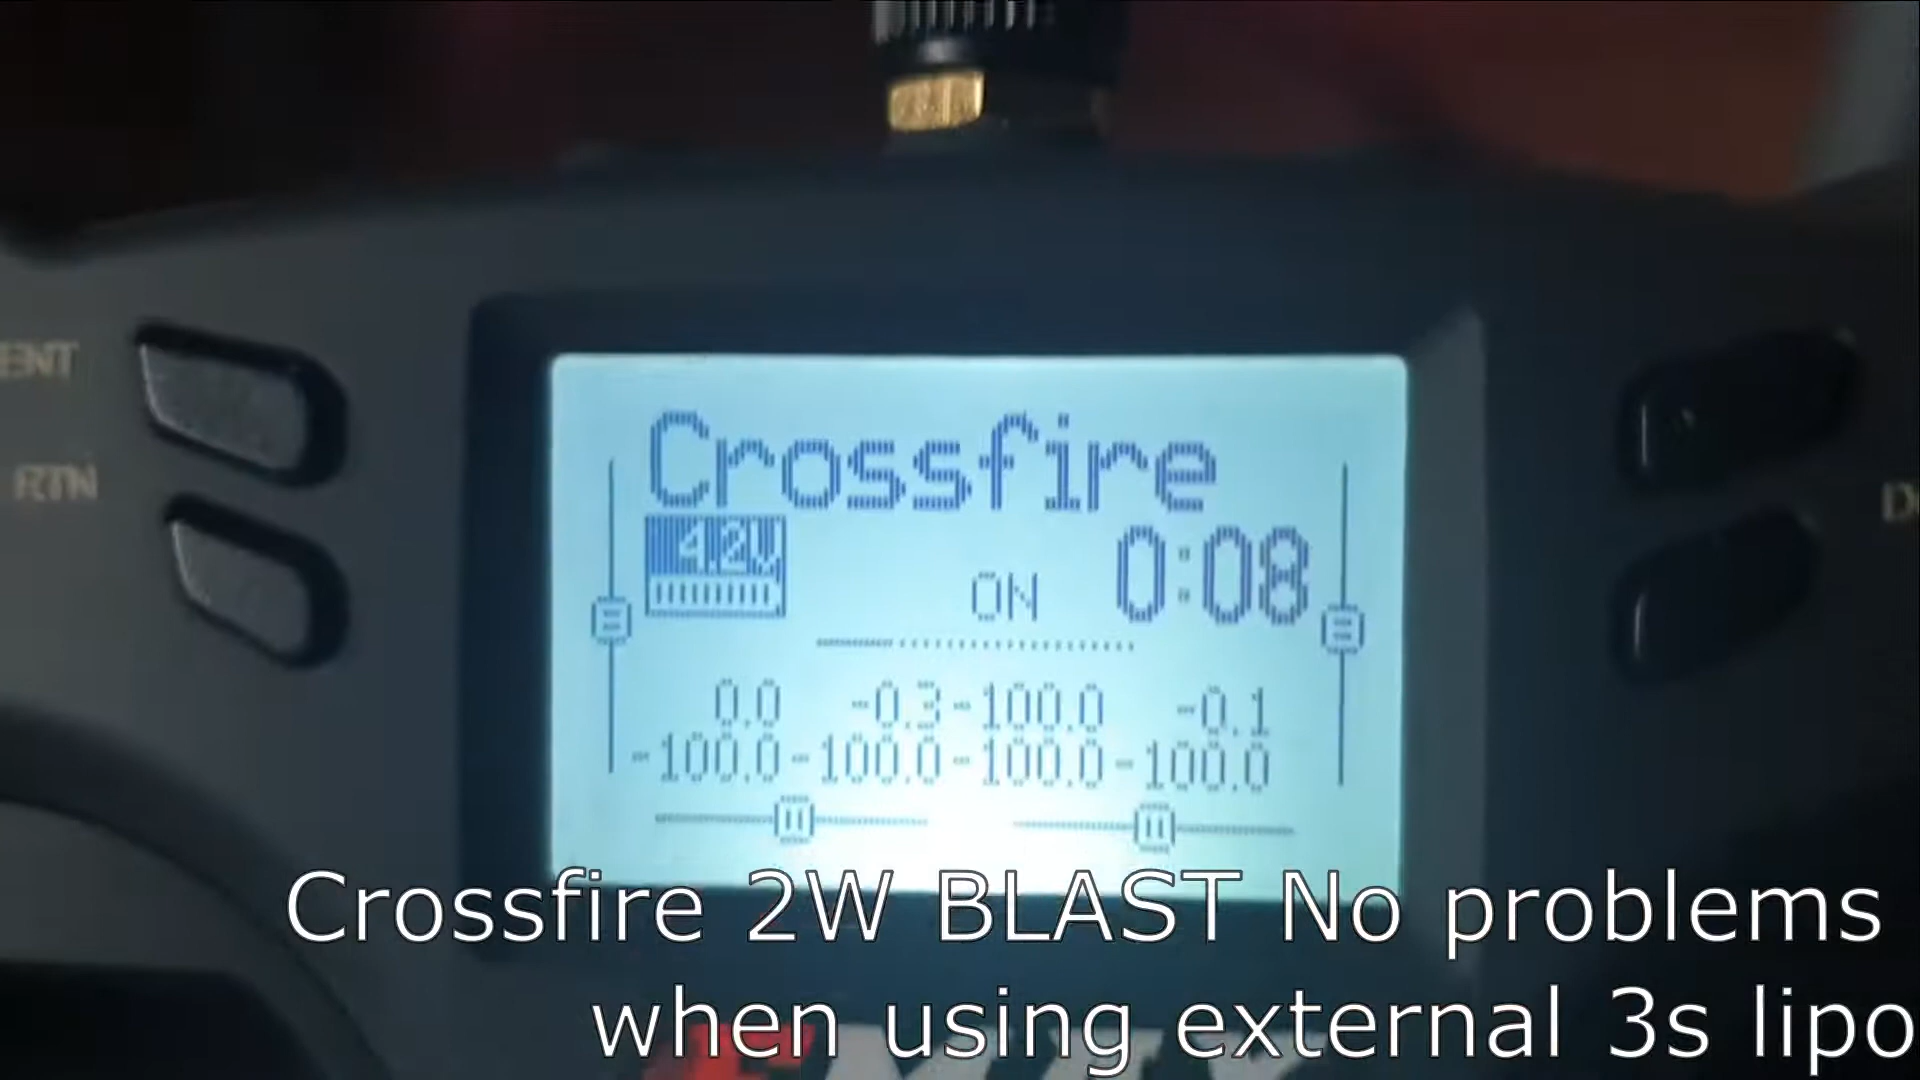 ENT
RTN
Crossfire
4.2V
ON 0:08
0.0 -0.3 -100.0 -0.1
-100.0 -100.0 -100.0 -100.0
Crossfire 2W BLAST No problems
when using external 3s lipo